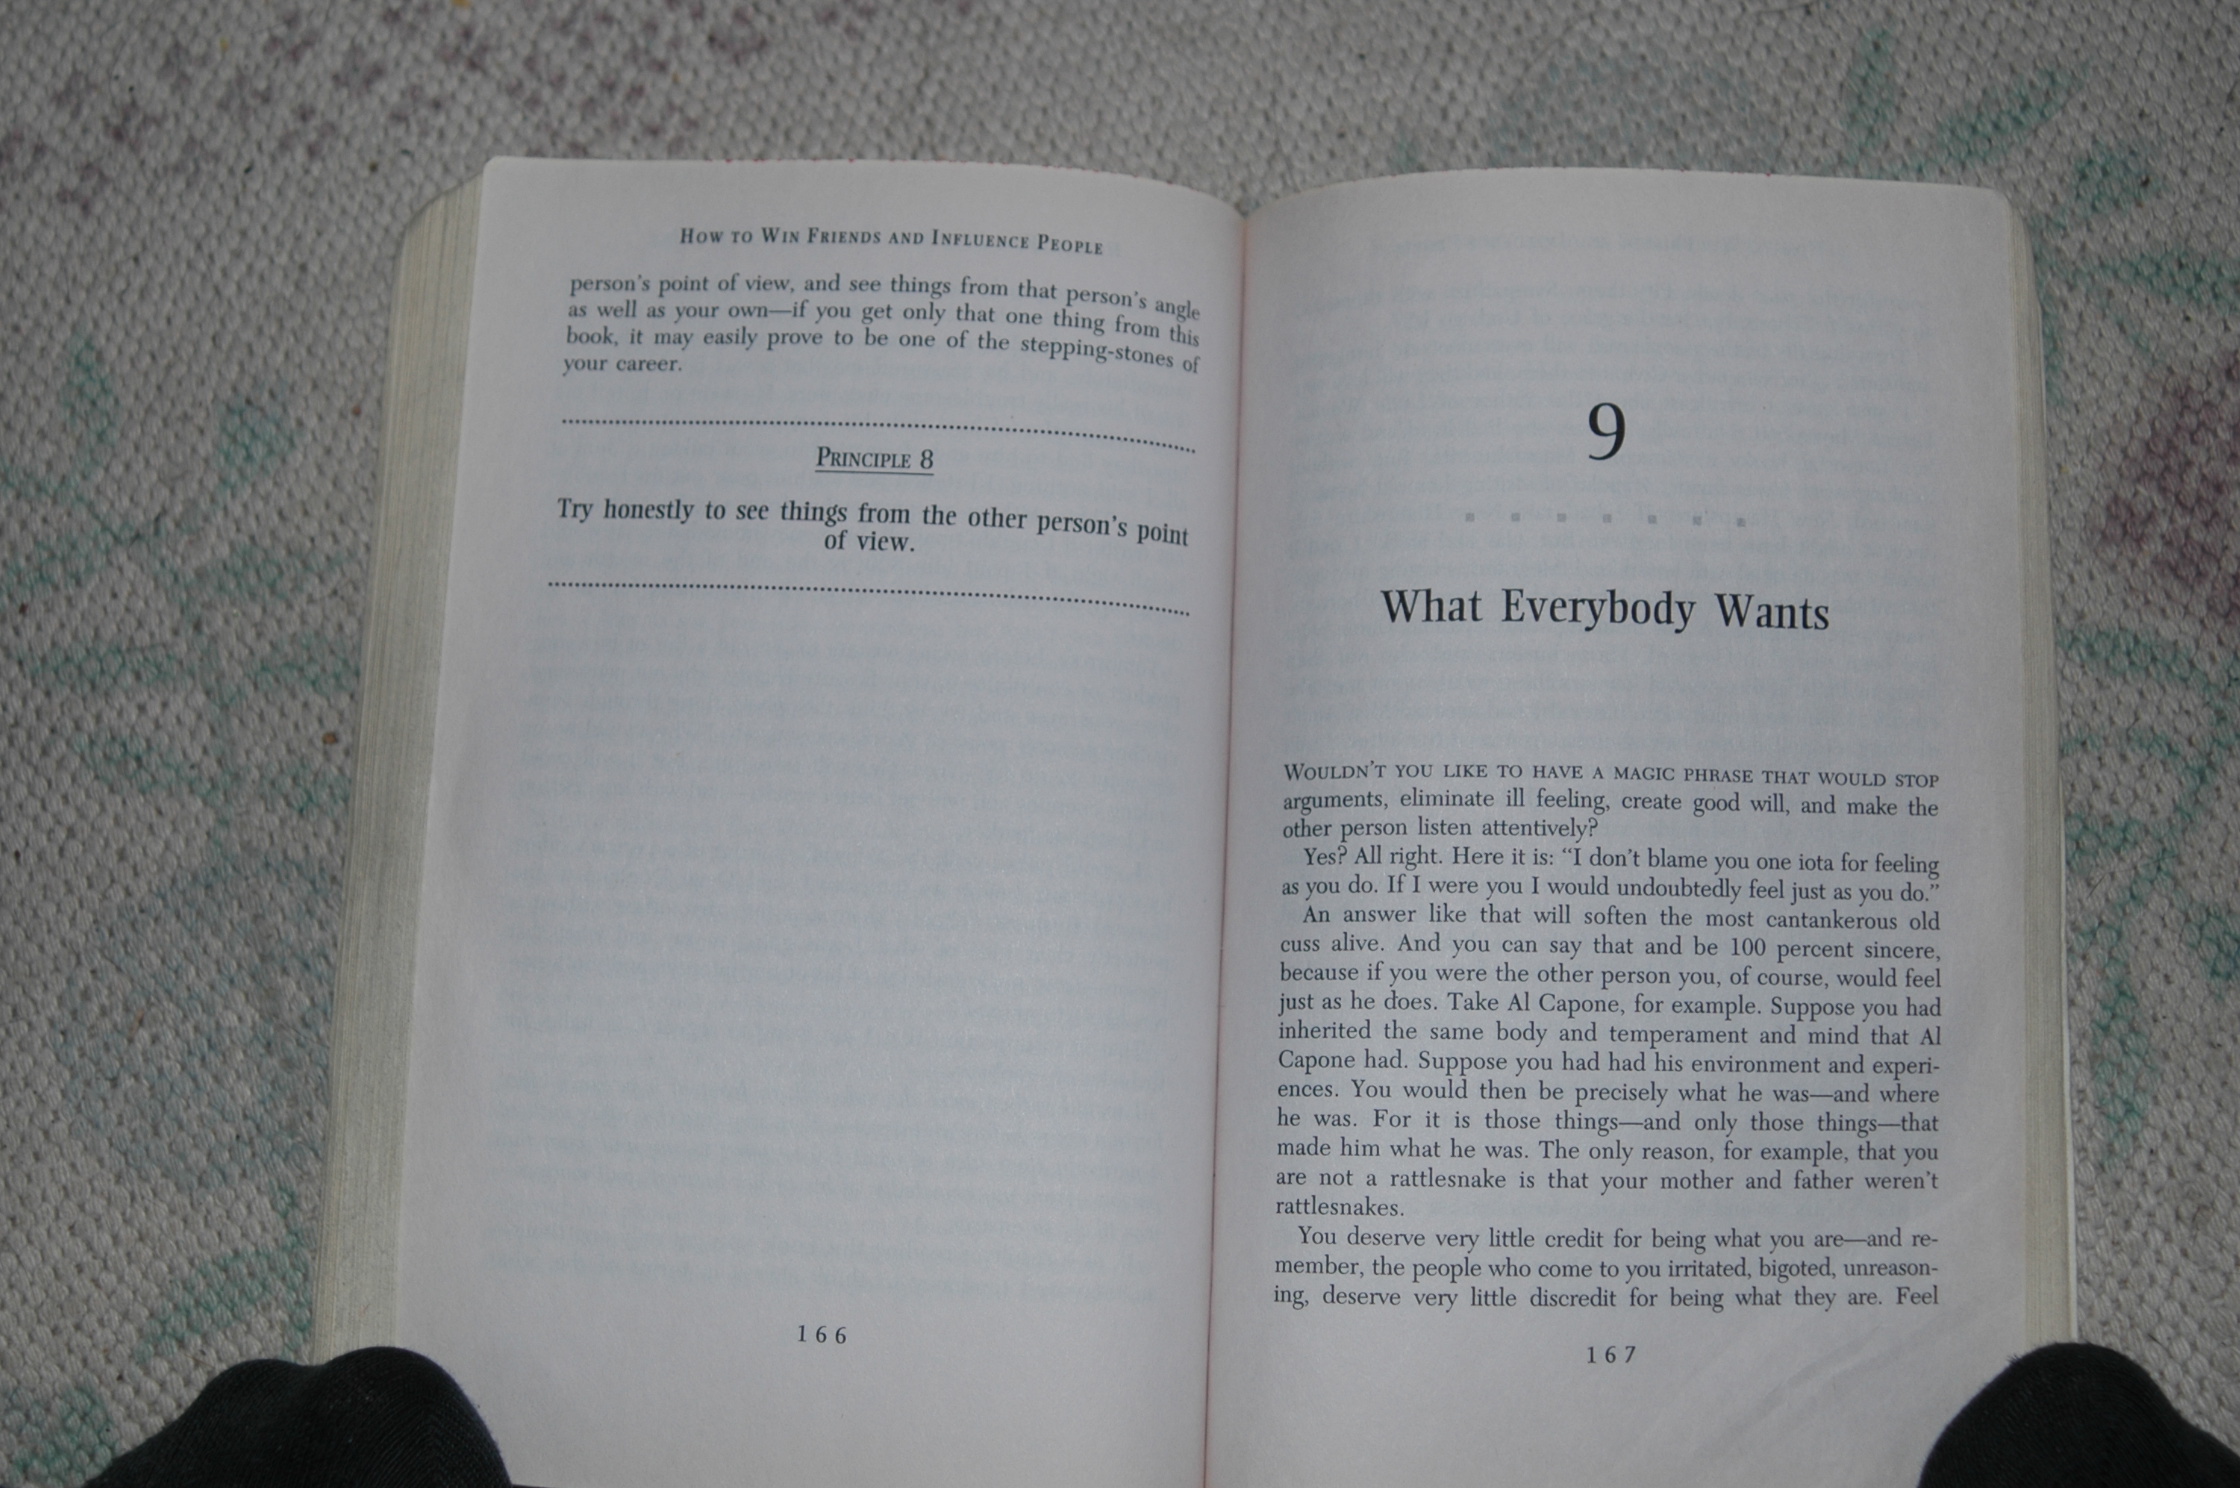 How to Win Friends and Influence People
person's point of view, and see things from that person's angle
as well as your own—if you get only that one thing from this
book, it may easily prove to be one of the stepping-stones of
your career.
Principle 8
Try honestly to see things from the other person's point
of view.
166
9
What Everybody Wants
Wouldn't you like to have a magic phrase that would stop
arguments, eliminate ill feeling, create good will, and make the
other person listen attentively?
Yes? All right. Here it is: “I don't blame you one iota for feeling
as you do. If I were you I would undoubtedly feel just as you do.”
An answer like that will soften the most cantankerous old
cuss alive. And you can say that and be 100 percent sincere,
because if you were the other person you, of course, would feel
just as he does. Take Al Capone, for example. Suppose you had
inherited the same body and temperament and mind that Al
Capone had. Suppose you had had his environment and experi-
ences. You would then be precisely what he was—and where
he was. For it is those things—and only those things—that
made him what he was. The only reason, for example, that you
are not a rattlesnake is that your mother and father weren't
rattlesnakes.
You deserve very little credit for being what you are—and re-
member, the people who come to you irritated, bigoted, unreason-
ing, deserve very little discredit for being what they are. Feel
167